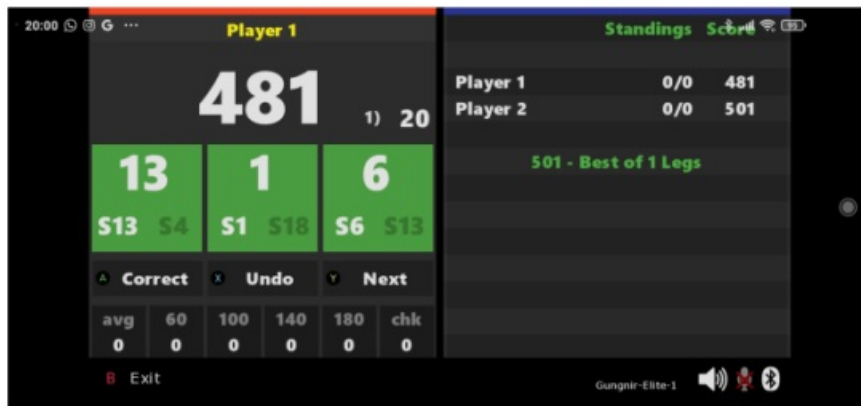 20:00 G ...
Player 1
481
1) 20
13 1 6
S13 S4 S1 S18 S6 S13
A Correct X Undo Y Next
avg 60 100 140 180 chk
0 0 0 0 0 0
B Exit
Standings Score
95
Player 1 0/0 481
Player 2 0/0 501
501 - Best of 1 Legs
Gungnir-Elite-1